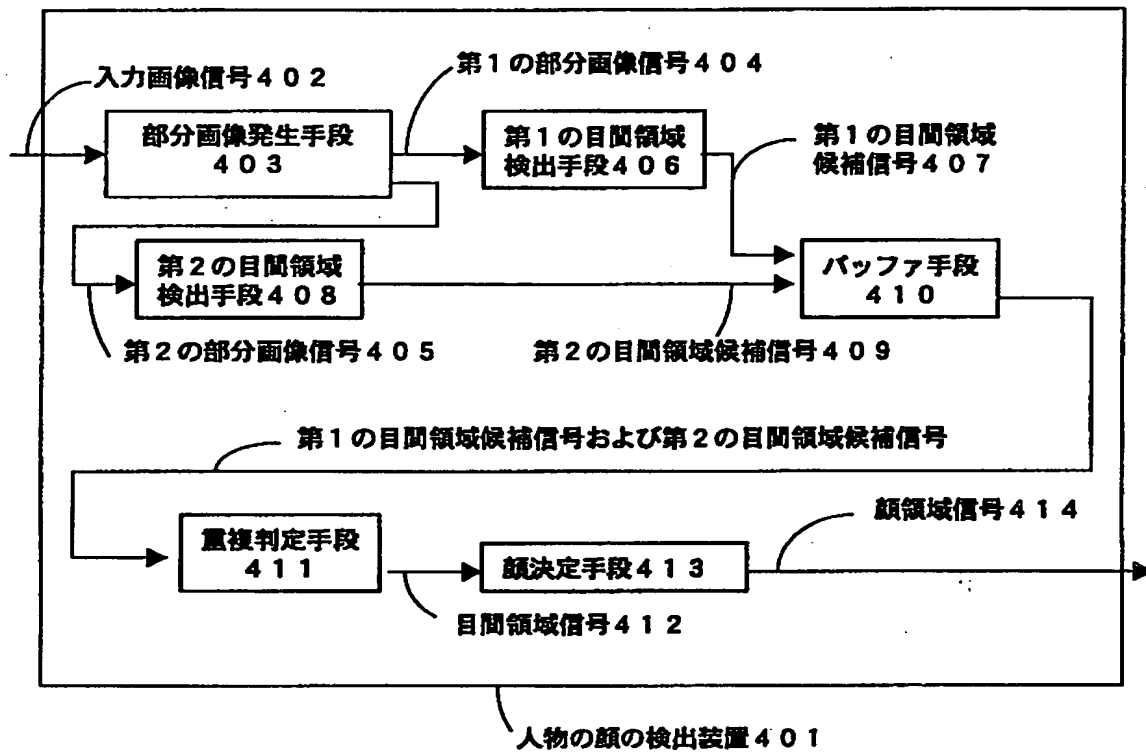 入力画像信号402
第1の部分画像信号404
部分画像発生手段
403
第1の目間領域
検出手段406
第1の目間領域
候補信号407
第2の目間領域
検出手段408
バッファ手段
410
第2の部分画像信号405
第2の目間領域候補信号409
第1の目間領域候補信号および第2の目間領域候補信号
顔領域信号414
重複判定手段
411
顔決定手段413
目間領域信号412
人物の顔の検出装置401